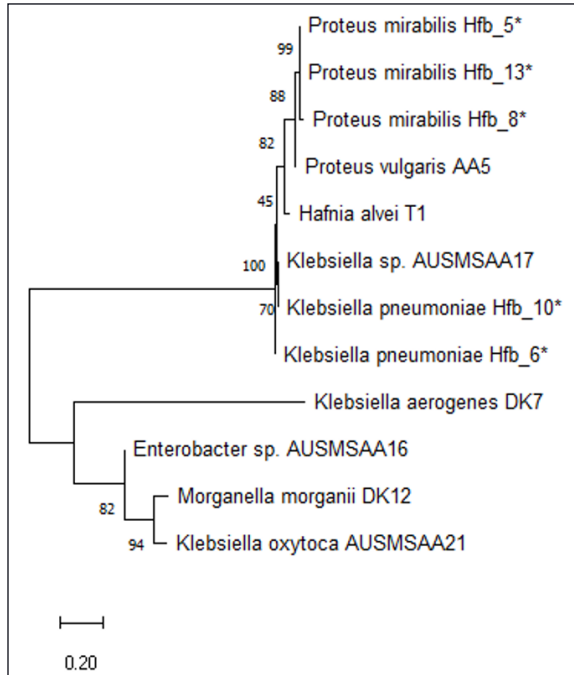 Proteus mirabilis Hfb_5*
99
Proteus mirabilis Hfb_13*
88
Proteus mirabilis Hfb_8*
82
Proteus vulgaris AA5
45
Hafnia alvei T1
100
Klebsiella sp. AUSMSAA17
70
Klebsiella pneumoniae Hfb_10*
Klebsiella pneumoniae Hfb_6*
Klebsiella aerogenes DK7
Enterobacter sp. AUSMSAA16
Morganella morganii DK12
82
Klebsiella oxytoca AUSMSAA21
94
0.20